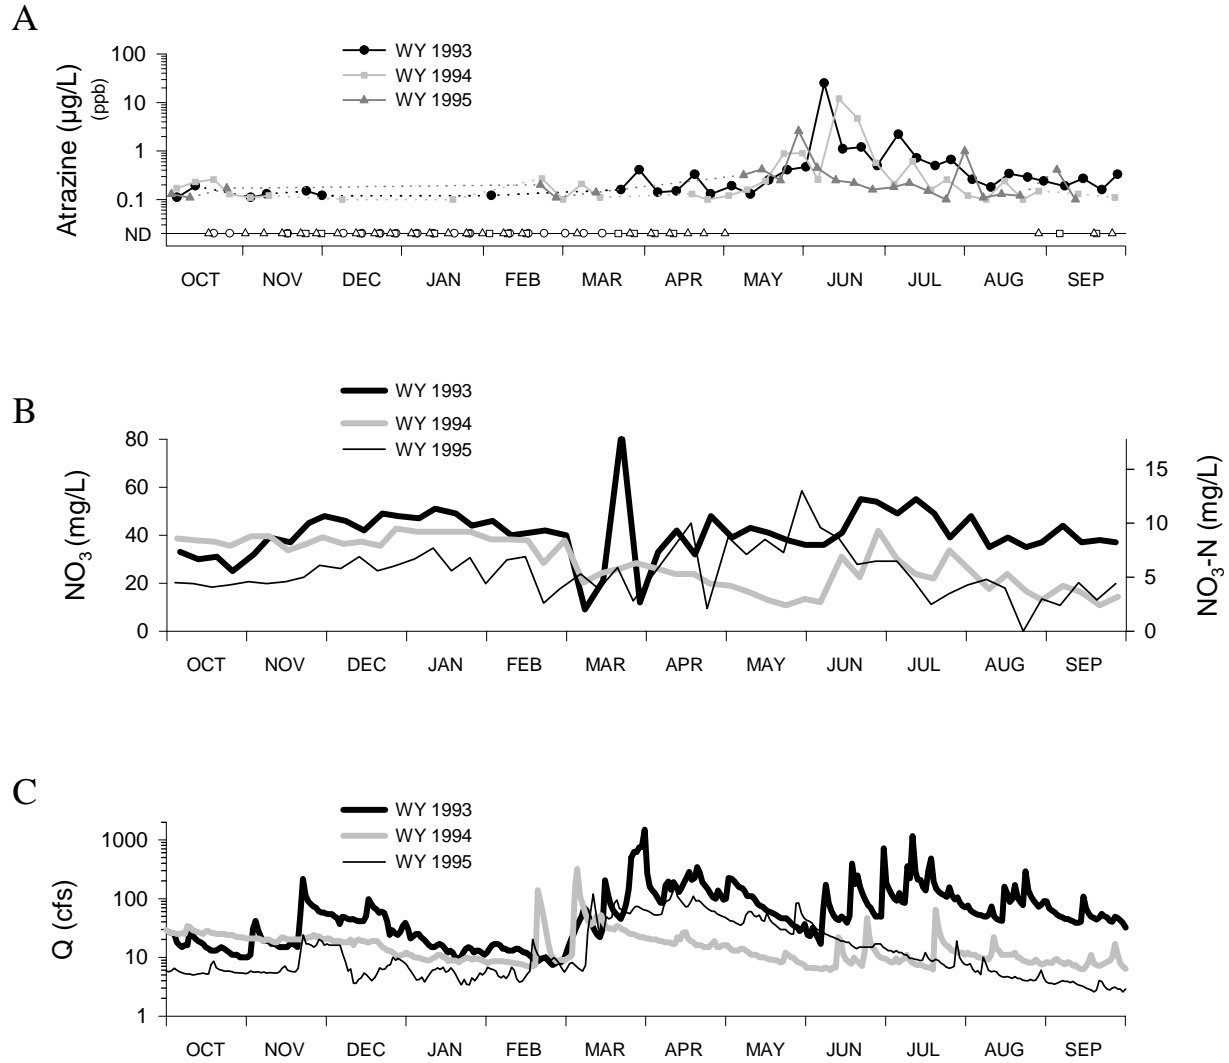 A
WY 1993
WY 1994
WY 1995
Atrazine (µg/L)
(ppb)
100
10
1
0.1
ND
OCT NOV DEC JAN FEB MAR APR MAY JUN JUL AUG SEP
B
WY 1993
WY 1994
WY 1995
NO3 (mg/L)
80
60
40
20
0
15
10
5
0
NO3-N (mg/L)
OCT NOV DEC JAN FEB MAR APR MAY JUN JUL AUG SEP
C
WY 1993
WY 1994
WY 1995
Q (cfs)
1000
100
10
1
OCT NOV DEC JAN FEB MAR APR MAY JUN JUL AUG SEP